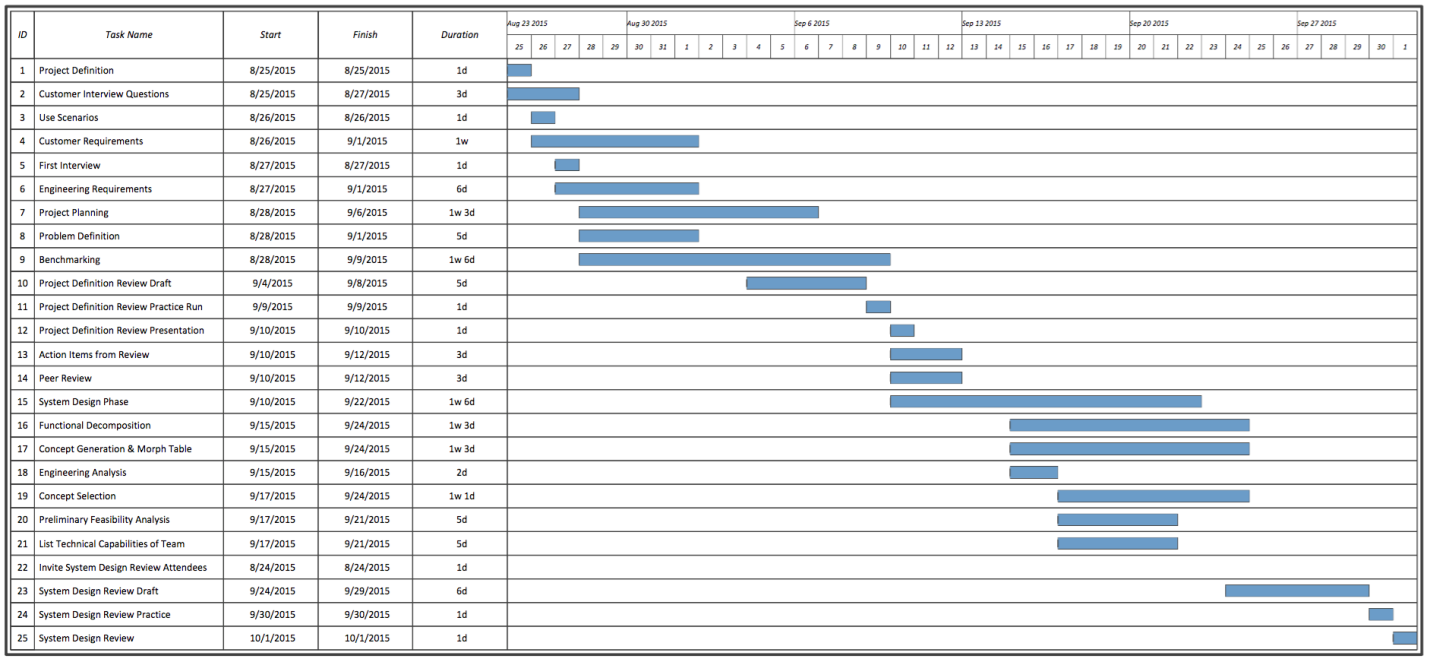 ID Task Name Start Finish Duration Aug 23 2015 Aug 30 2015 Sep 6 2015 Sep 13 2015 Sep 20 2015 Sep 27 2015
25 26 27 28 29 30 31 1 2 3 4 5 6 7 8 9 10 11 12 13 14 15 16 17 18 19 20 21 22 23 24 25 26 27 28 29 30 1
1 Project Definition 8/25/2015 8/25/2015 1d
2 Customer Interview Questions 8/25/2015 8/27/2015 3d
3 Use Scenarios 8/26/2015 8/26/2015 1d
4 Customer Requirements 8/26/2015 9/1/2015 1w
5 First Interview 8/27/2015 8/27/2015 1d
6 Engineering Requirements 8/27/2015 9/1/2015 6d
7 Project Planning 8/28/2015 9/6/2015 1w 3d
8 Problem Definition 8/28/2015 9/1/2015 5d
9 Benchmarking 8/28/2015 9/9/2015 1w 6d
10 Project Definition Review Draft 9/4/2015 9/8/2015 5d
11 Project Definition Review Practice Run 9/9/2015 9/9/2015 1d
12 Project Definition Review Presentation 9/10/2015 9/10/2015 1d
13 Action Items from Review 9/10/2015 9/12/2015 3d
14 Peer Review 9/10/2015 9/12/2015 3d
15 System Design Phase 9/10/2015 9/22/2015 1w 6d
16 Functional Decomposition 9/15/2015 9/24/2015 1w 3d
17 Concept Generation & Morph Table 9/15/2015 9/24/2015 1w 3d
18 Engineering Analysis 9/15/2015 9/16/2015 2d
19 Concept Selection 9/17/2015 9/24/2015 1w 1d
20 Preliminary Feasibility Analysis 9/17/2015 9/21/2015 5d
21 List Technical Capabilities of Team 9/17/2015 9/21/2015 5d
22 Invite System Design Review Attendees 8/24/2015 8/24/2015 1d
23 System Design Review Draft 9/24/2015 9/29/2015 6d
24 System Design Review Practice 9/30/2015 9/30/2015 1d
25 System Design Review 10/1/2015 10/1/2015 1d